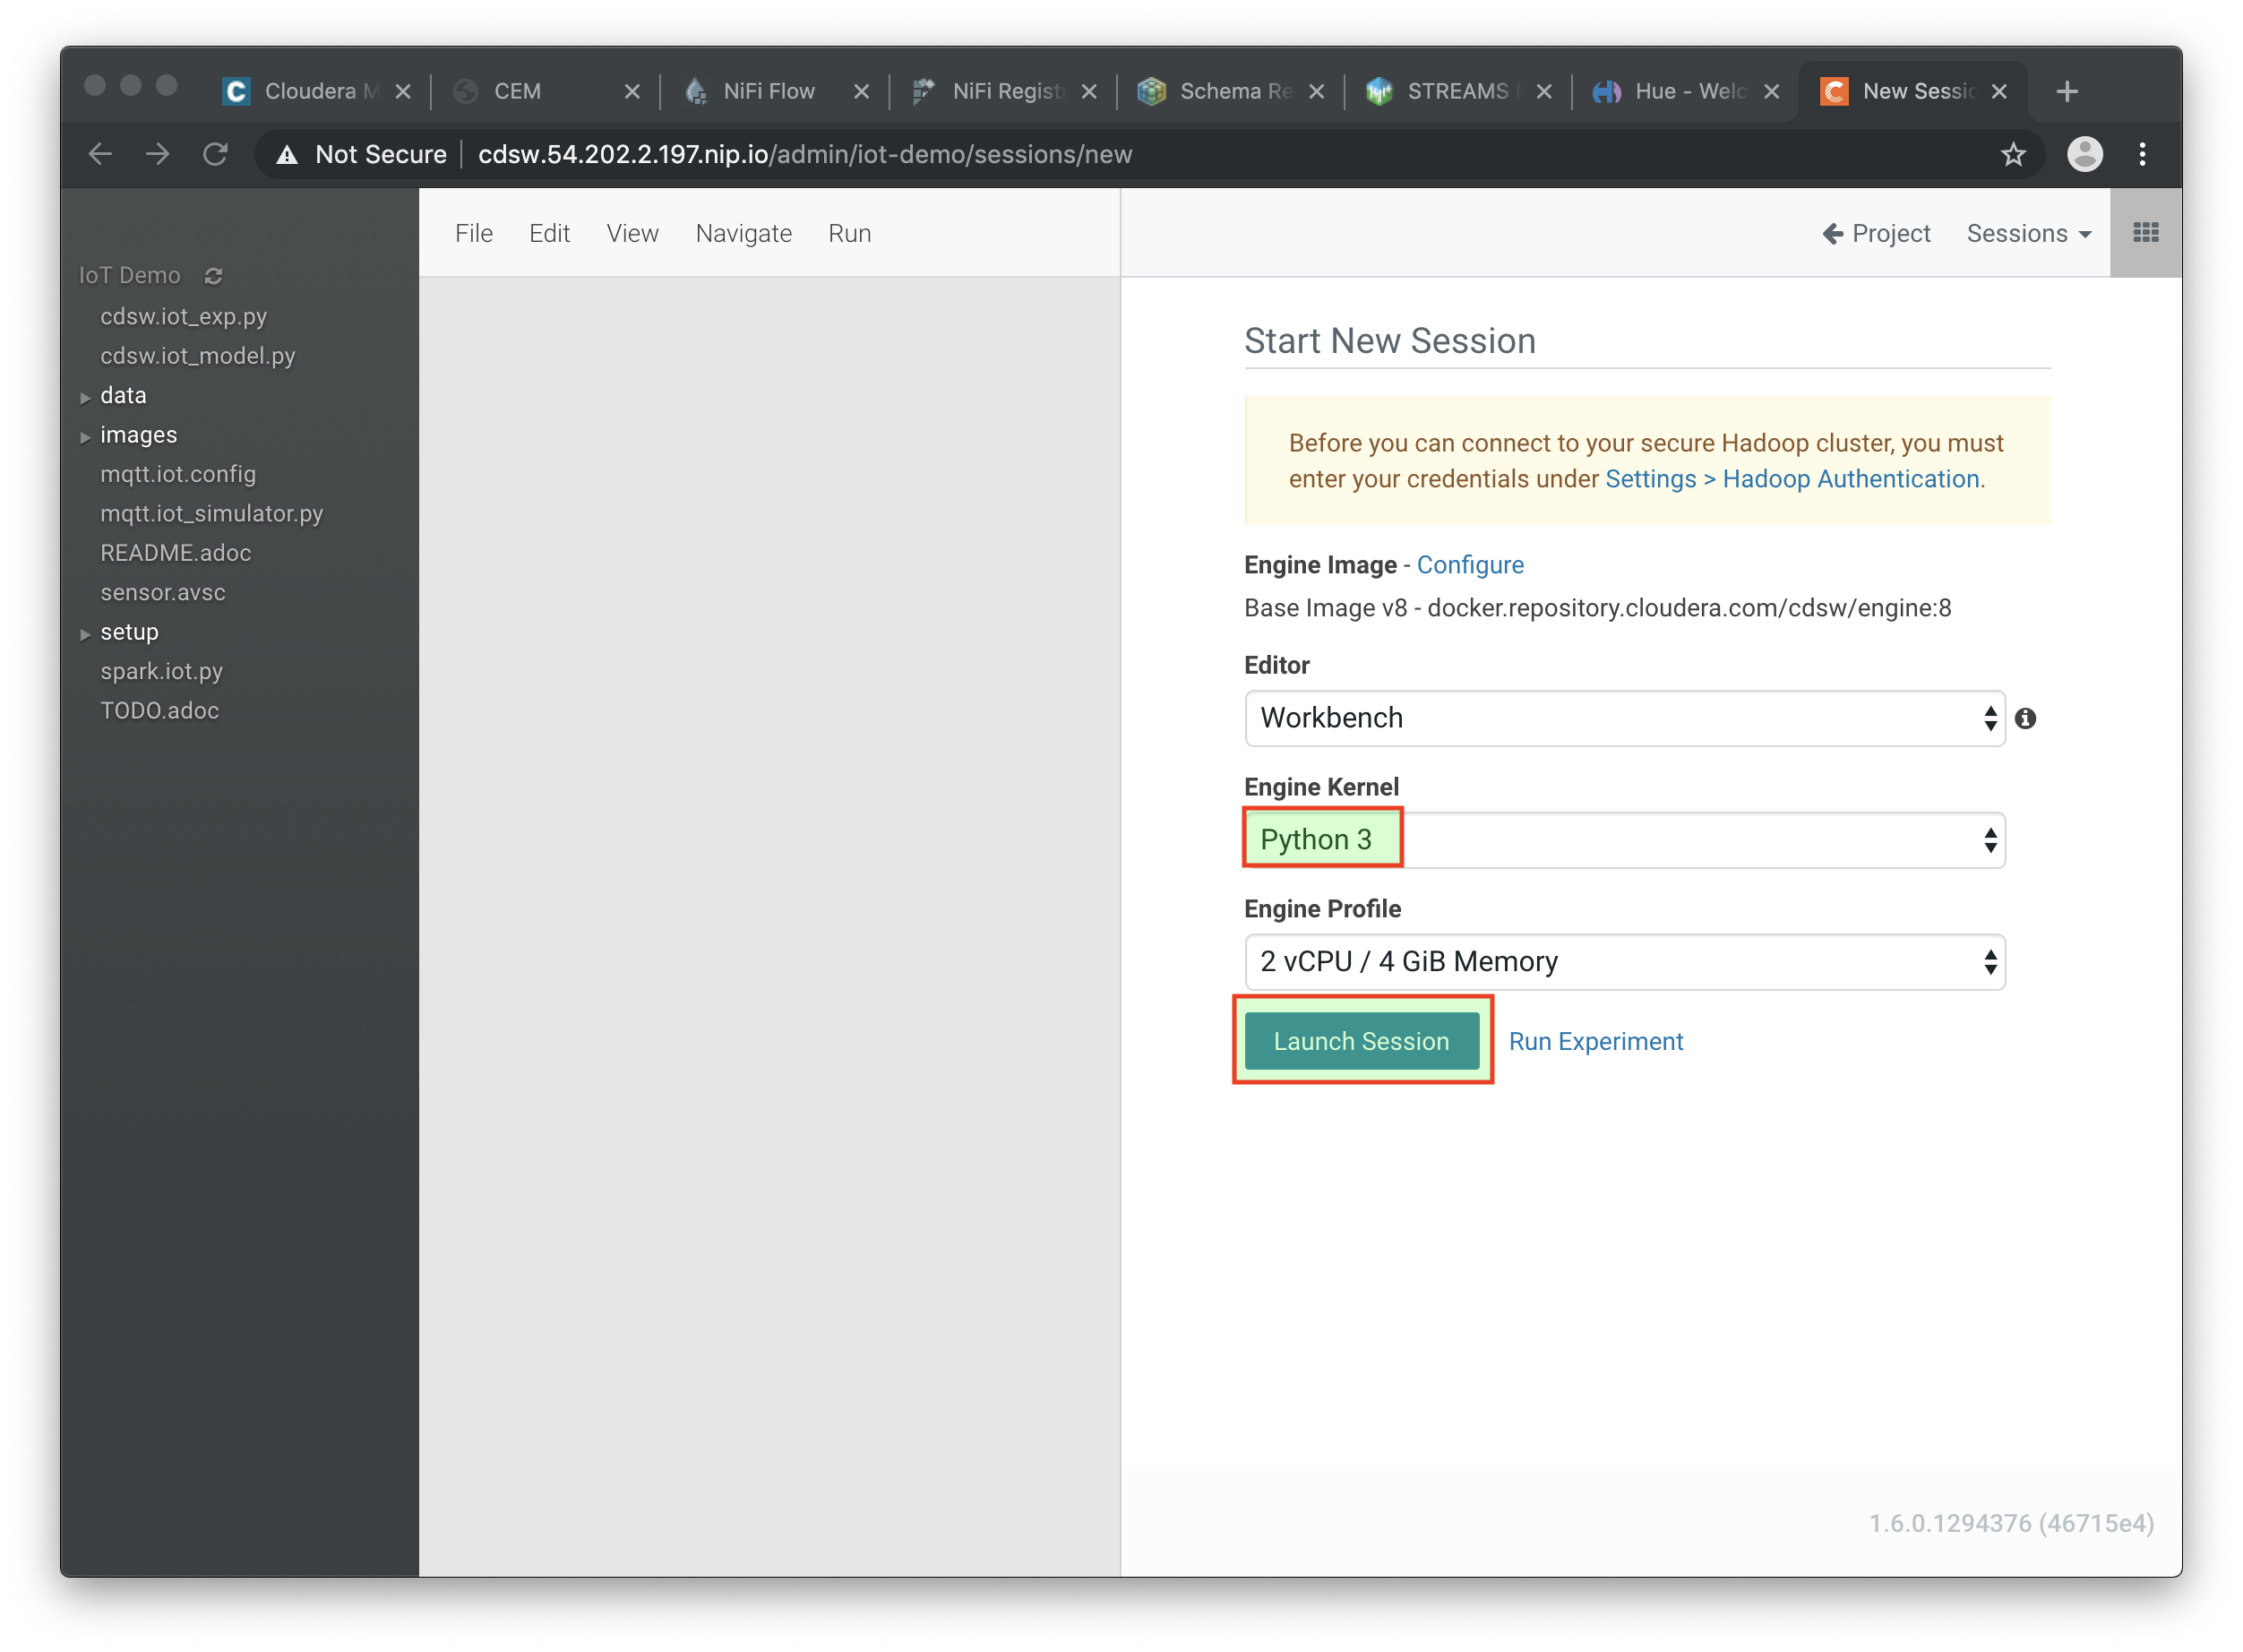 Cloudera M
CEM
NiFi Flow
NiFi Registr
Schema Re
STREAMS
Hue - Welc
New Sessio
Not Secure
cdsw.54.202.2.197.nip.io/admin/iot-demo/sessions/new
File Edit View Navigate Run
Project Sessions
IoT Demo
cdsw.iot_exp.py
cdsw.iot_model.py
data
images
mqtt.iot.config
mqtt.iot_simulator.py
README.adoc
sensor.avsc
setup
spark.iot.py
TODO.adoc
Start New Session
Before you can connect to your secure Hadoop cluster, you must
enter your credentials under Settings > Hadoop Authentication.
Engine Image - Configure
Base Image v8 - docker.repository.cloudera.com/cdsw/engine:8
Editor
Workbench
Engine Kernel
Python 3
Engine Profile
2 vCPU / 4 GiB Memory
Launch Session Run Experiment
1.6.0.1294376 (46715e4)